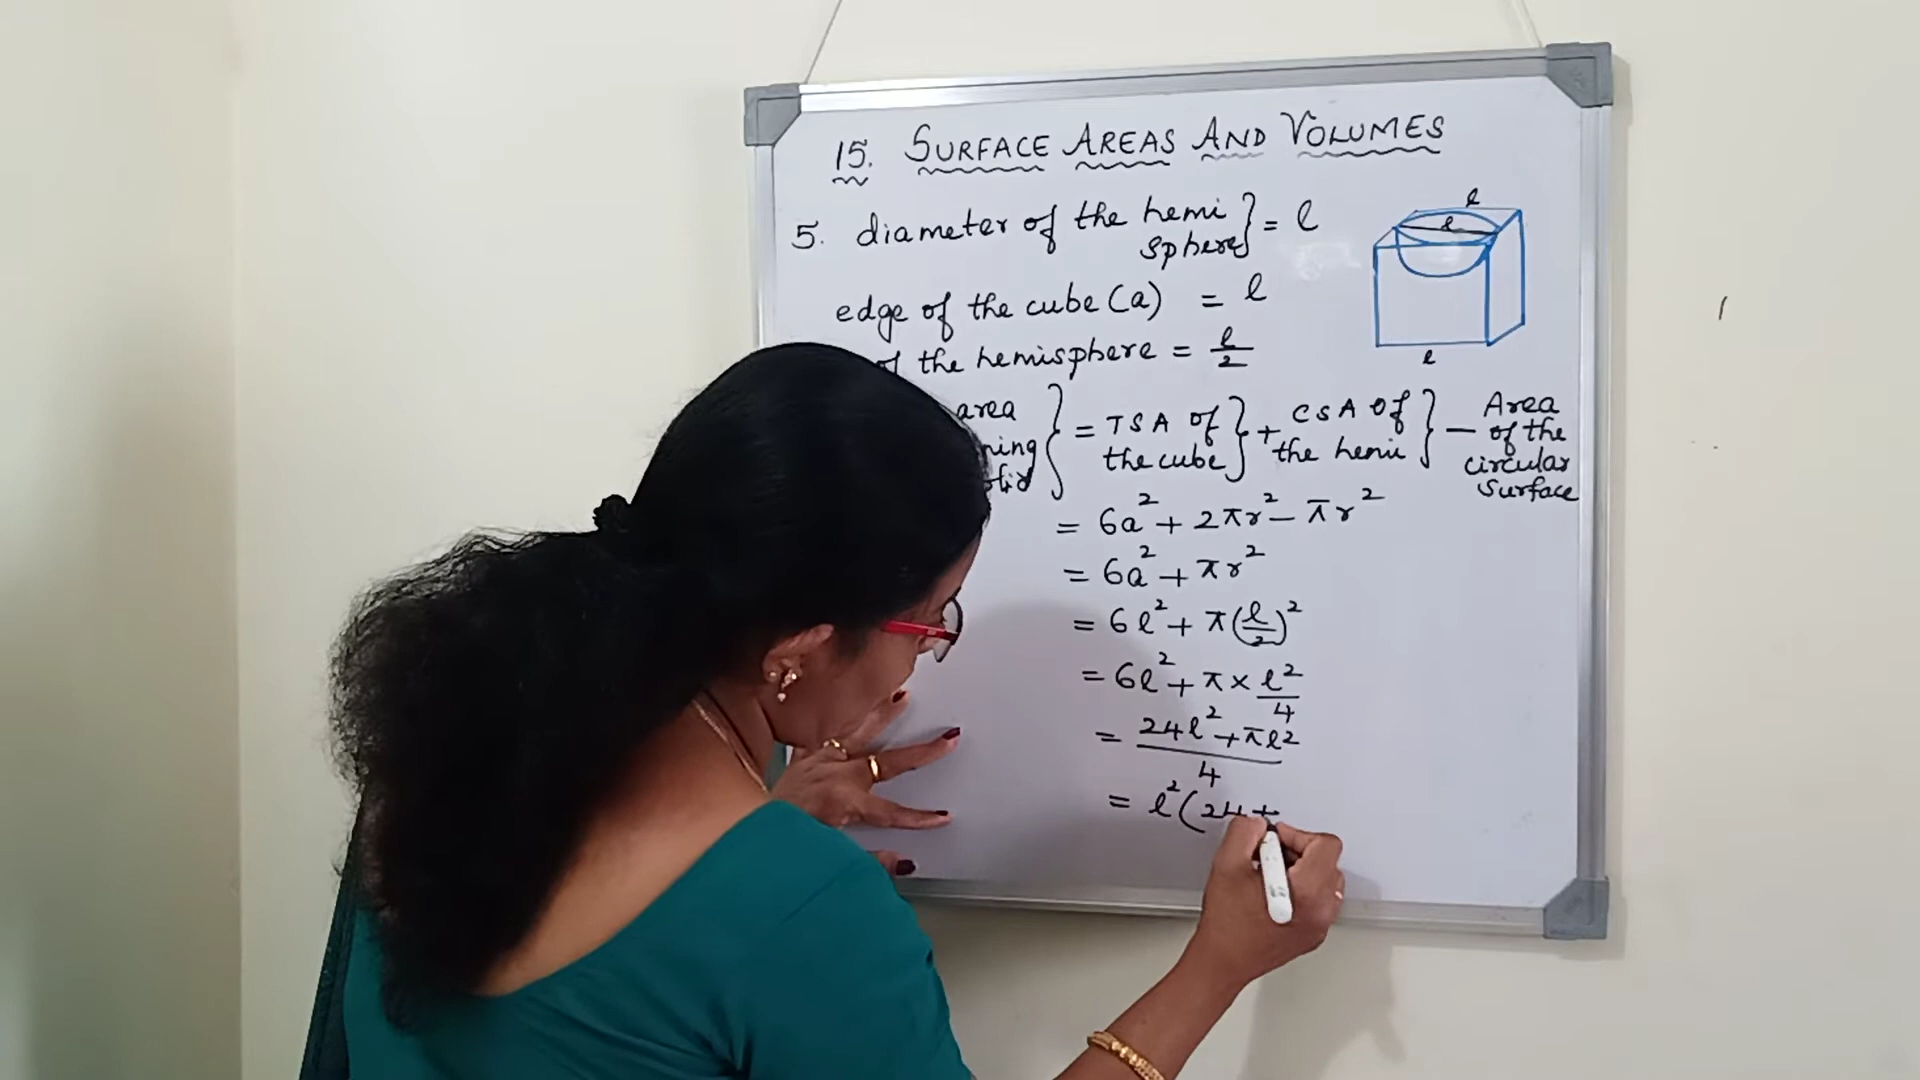 15. SURFACE AREAS AND VOLUMES
5. diameter of the hemi sphere} = l
l
l
edge of the cube (a) = l
of the hemisphere = l/2
l
area } = TSA of the cube} + CSA of the hemi} - Area of the circular surface
= 6a² + 2πr² - πr²
= 6a² + πr²
= 6l² + π(l/2)²
= 6l² + π × l²/4
= 24l² + πl²/4
= l²(24+